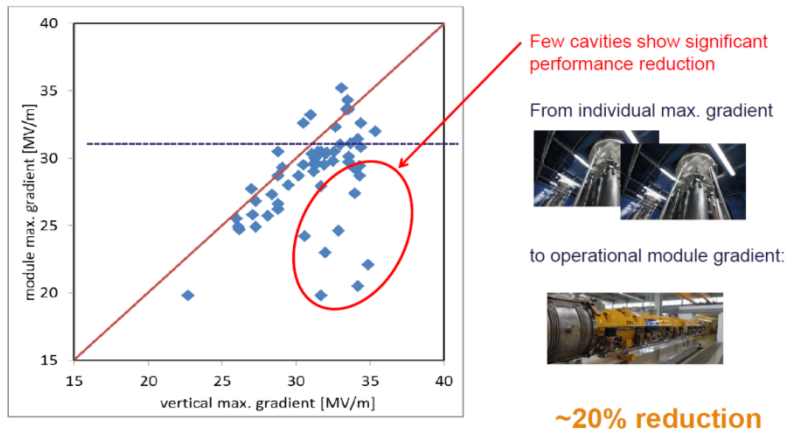 40
35
30
25
20
15
15
20
25
30
35
40
module max. gradient [MV/m]
vertical max. gradient [MV/m]
Few cavities show significant
performance reduction
From individual max. gradient
to operational module gradient:
~20% reduction